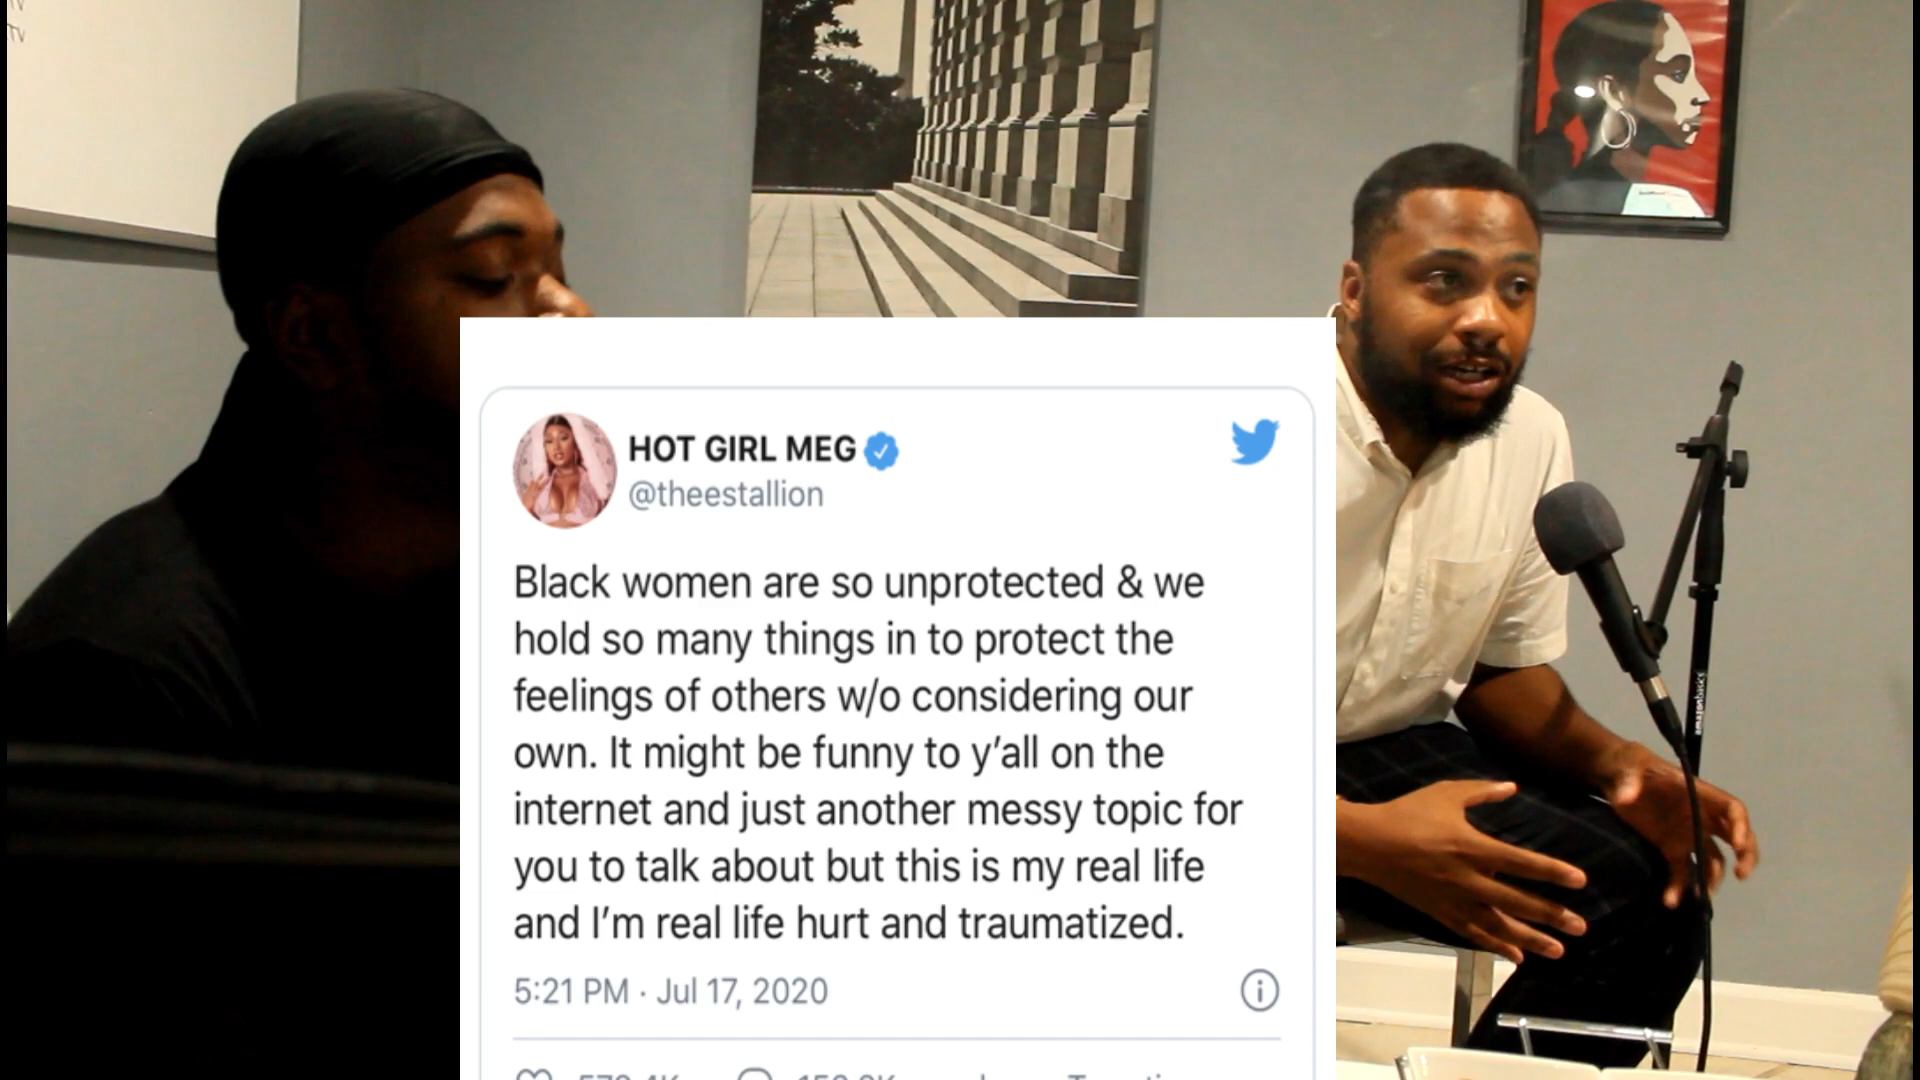 HOT GIRL MEG
@theestallion
Black women are so unprotected & we
hold so many things in to protect the
feelings of others w/o considering our
own. It might be funny to y’all on the
internet and just another messy topic for
you to talk about but this is my real life
and I’m real life hurt and traumatized.
5:21 PM · Jul 17, 2020
amazonbasics